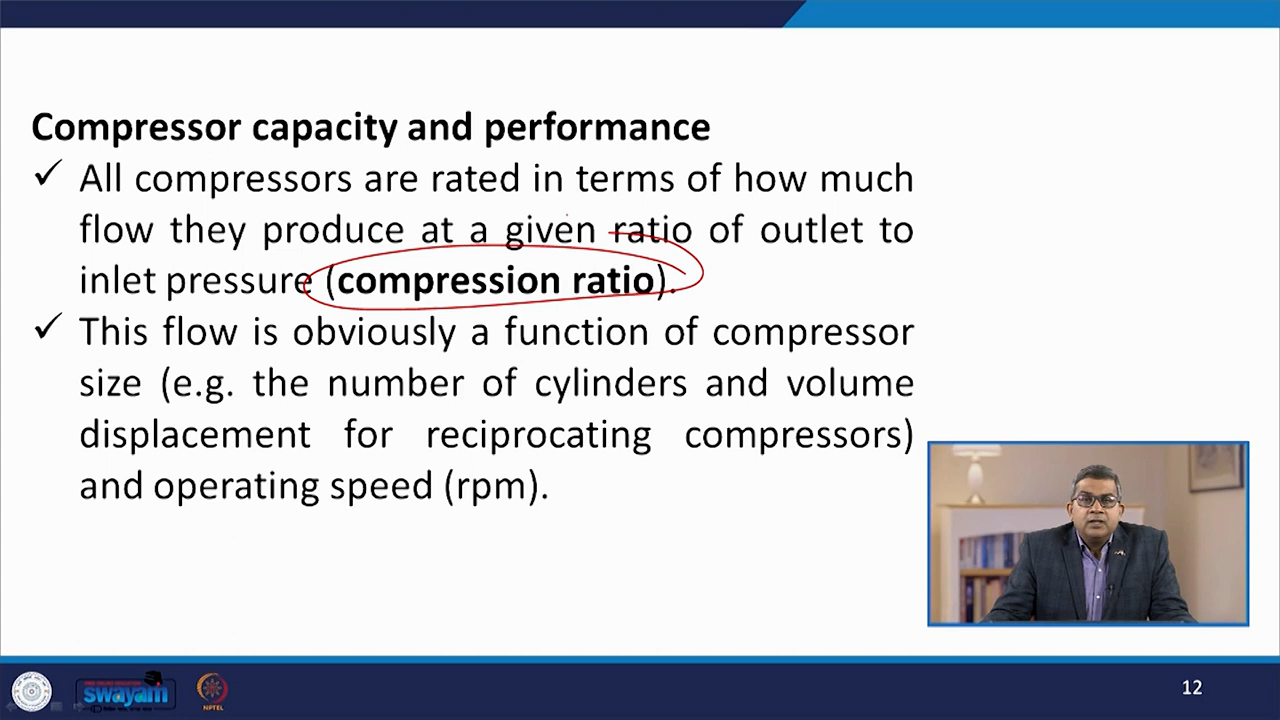 Compressor capacity and performance
✓ All compressors are rated in terms of how much
flow they produce at a given ratio of outlet to
inlet pressure (compression ratio).
✓ This flow is obviously a function of compressor
size (e.g. the number of cylinders and volume
displacement for reciprocating compressors)
and operating speed (rpm).
swayam
NPTEL
12